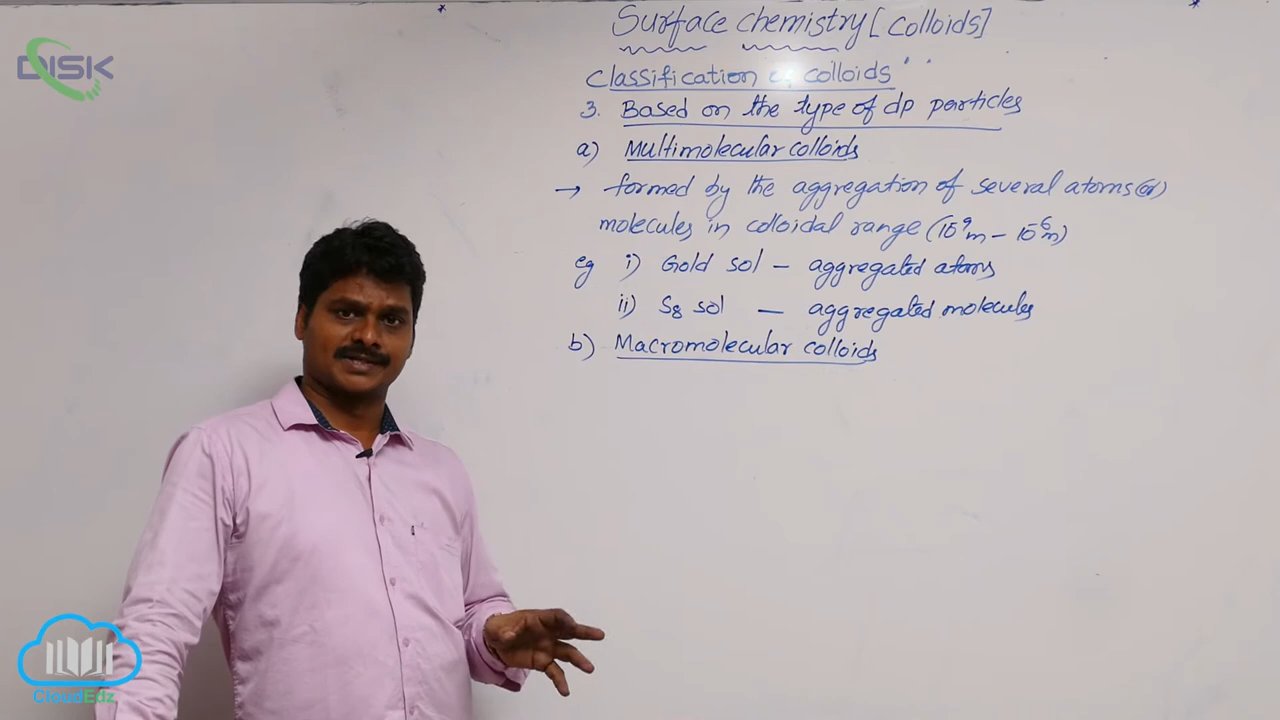 Surface chemistry [colloids]
Classification of colloids
3. Based on the type of dp particles
a) Multimolecular colloids
→ formed by the aggregation of several atoms (or)
molecules in colloidal range (10⁻⁹m - 10⁻⁶m)
eg i) Gold sol - aggregated atoms
ii) S8 sol — aggregated molecules
b) Macromolecular colloids
DISK
CloudEdz